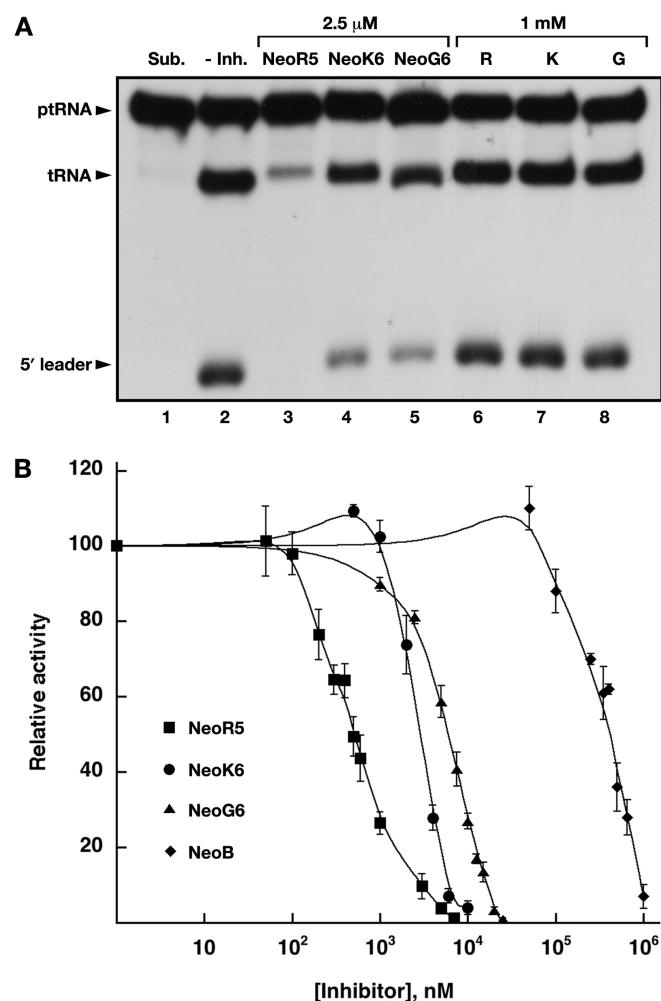 A
2.5 μM 1 mM
Sub. - Inh. NeoR5 NeoK6 NeoG6 R K G
ptRNA
tRNA
5′ leader
1 2 3 4 5 6 7 8
B
120
100
80
60
40
20
Relative activity
NeoR5
NeoK6
NeoG6
NeoB
10 10² 10³ 10⁴ 10⁵ 10⁶
[Inhibitor], nM